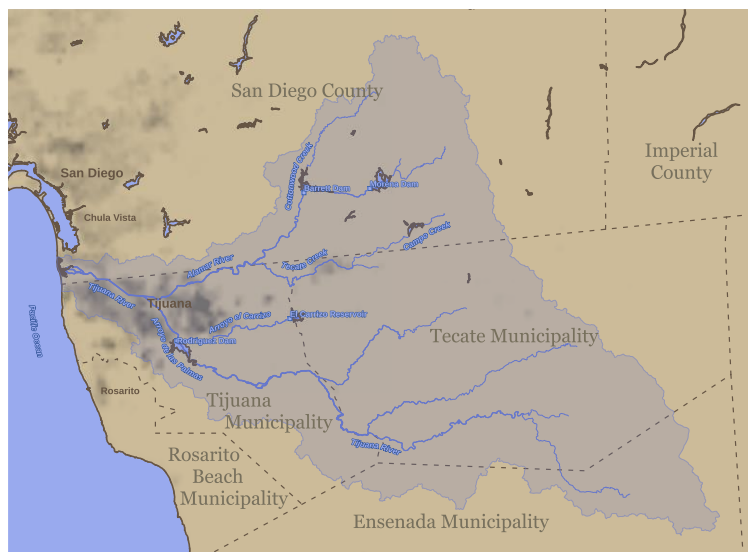 San Diego County
Imperial
County
Cottonwood Creek
San Diego
Barrett Dam
Morena Dam
Chula Vista
Campo Creek
Tecate Creek
Alamar River
Tijuana River
Tijuana
Pacific Ocean
Arroyo el Carrizo
El Carrizo Reservoir
Arroyo de las Palmas
Rodriguez Dam
Tecate Municipality
Rosarito
Tijuana
Municipality
Tijuana River
Rosarito
Beach
Municipality
Ensenada Municipality